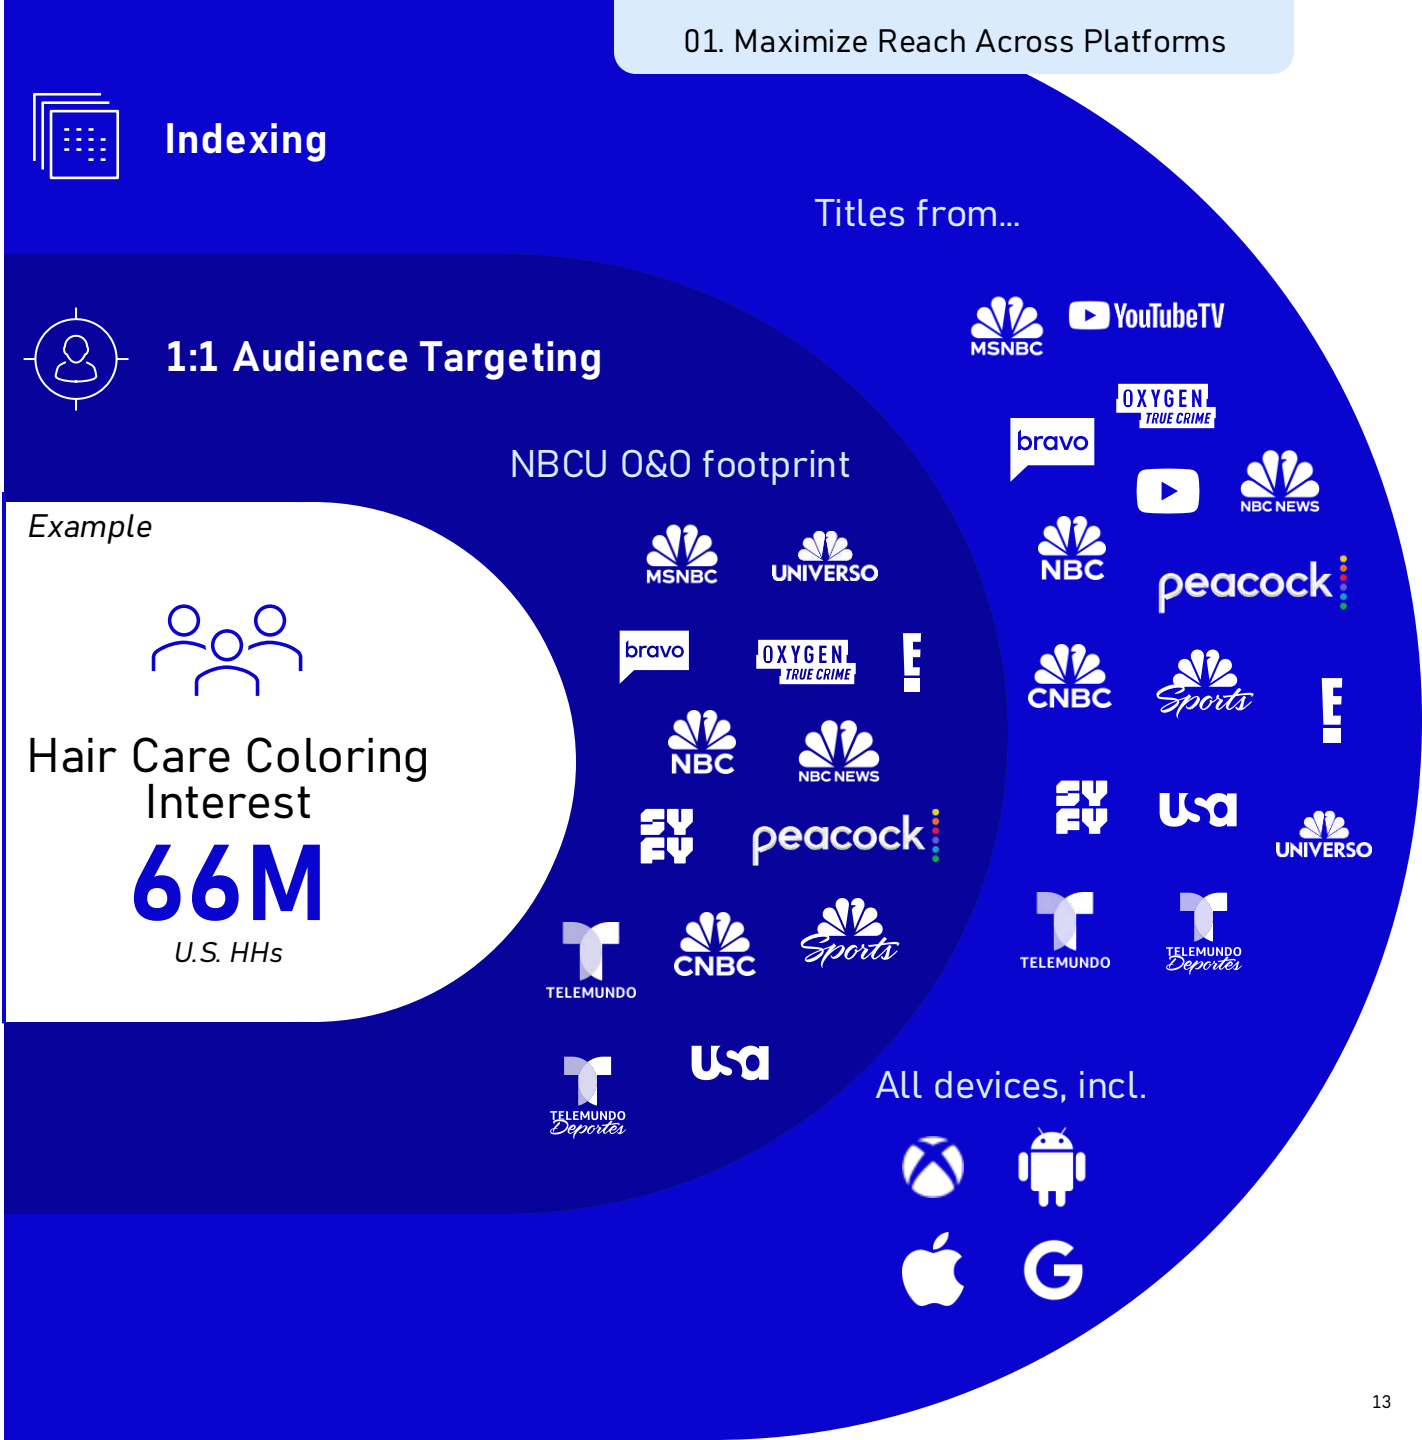 01. Maximize Reach Across Platforms
Indexing
Titles from...
MSNBC
YouTubeTV
OXYGEN
TRUE CRIME
bravo
NBC NEWS
NBC
peacock
CNBC
Sports
E!
SYFY
usa
UNIVERSO
TELEMUNDO
TELEMUNDO
Deportes
1:1 Audience Targeting
NBCU O&O footprint
MSNBC
UNIVERSO
bravo
OXYGEN
TRUE CRIME
E!
NBC
NBC NEWS
SYFY
peacock
TELEMUNDO
CNBC
Sports
TELEMUNDO
Deportes
usa
Example
Hair Care Coloring
Interest
66M
U.S. HHs
All devices, incl.
G
13